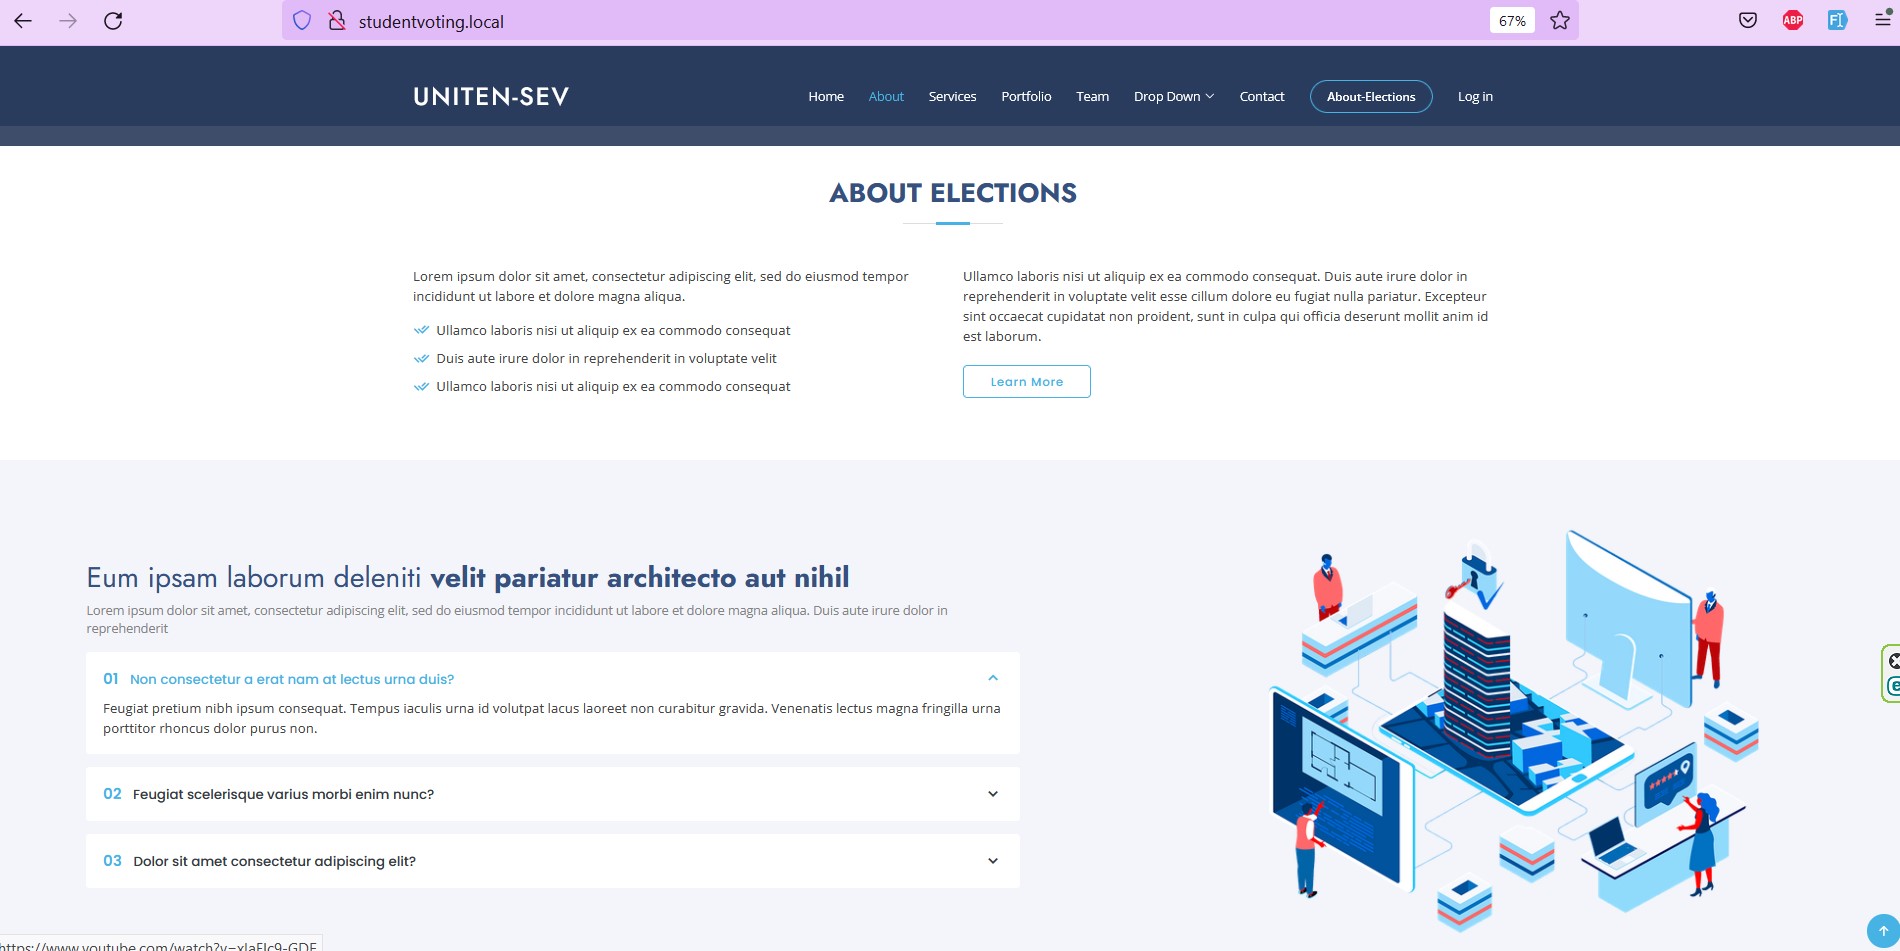 studentvoting.local
67%
ABP
UNITEN-SEV
Home About Services Portfolio Team Drop Down Contact About-Elections Log in
ABOUT ELECTIONS
Lorem ipsum dolor sit amet, consectetur adipiscing elit, sed do eiusmod tempor
incididunt ut labore et dolore magna aliqua.
Ullamco laboris nisi ut aliquip ex ea commodo consequat
Duis aute irure dolor in reprehenderit in voluptate velit
Ullamco laboris nisi ut aliquip ex ea commodo consequat
Ullamco laboris nisi ut aliquip ex ea commodo consequat. Duis aute irure dolor in
reprehenderit in voluptate velit esse cillum dolore eu fugiat nulla pariatur. Excepteur
sint occaecat cupidatat non proident, sunt in culpa qui officia deserunt mollit anim id
est laborum.
Learn More
Eum ipsam laborum deleniti velit pariatur architecto aut nihil
Lorem ipsum dolor sit amet, consectetur adipiscing elit, sed do eiusmod tempor incididunt ut labore et dolore magna aliqua. Duis aute irure dolor in
reprehenderit
01 Non consectetur a erat nam at lectus urna duis?
Feugiat pretium nibh ipsum consequat. Tempus iaculis urna id volutpat lacus laoreet non curabitur gravida. Venenatis lectus magna fringilla urna
porttitor rhoncus dolor purus non.
02 Feugiat scelerisque varius morbi enim nunc?
03 Dolor sit amet consectetur adipiscing elit?